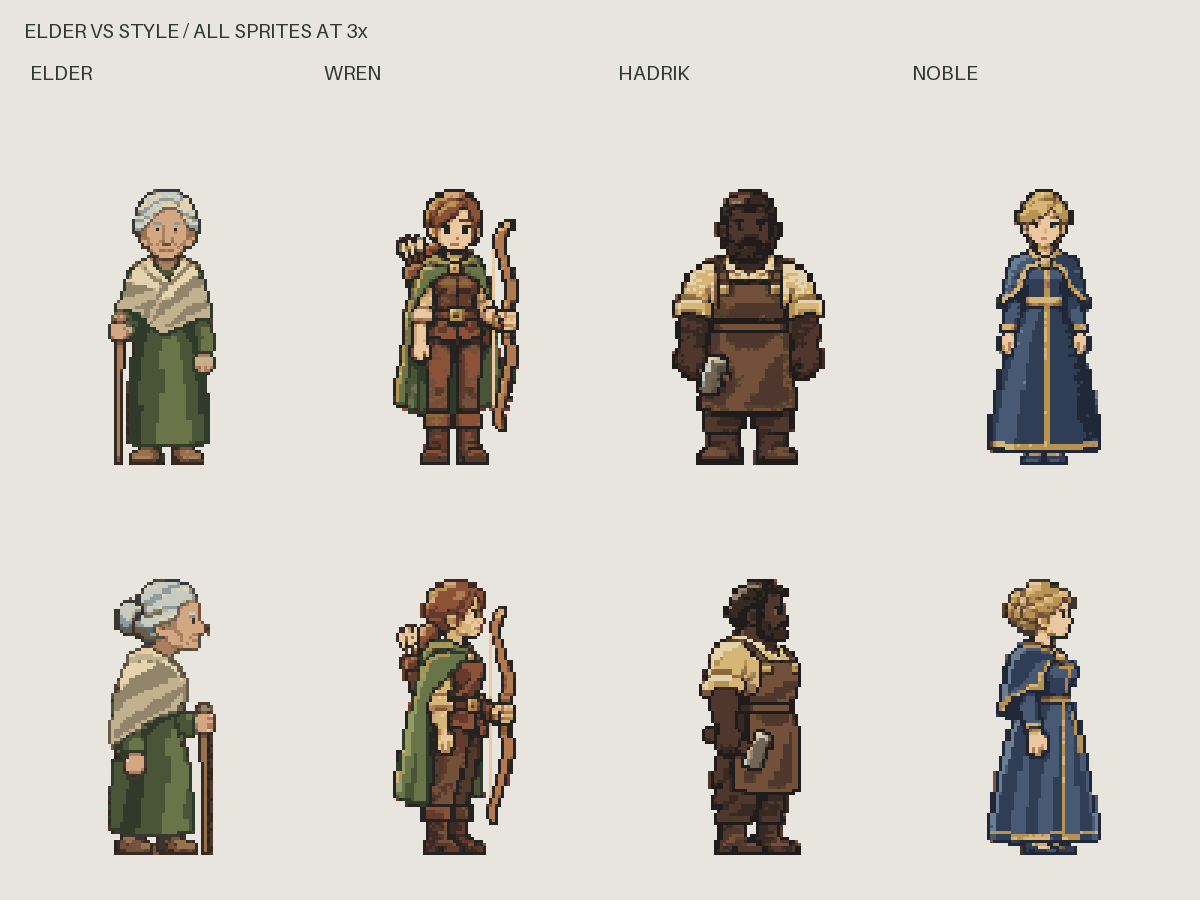 ELDER VS STYLE / ALL SPRITES AT 3x
ELDER
WREN
HADRIK
NOBLE